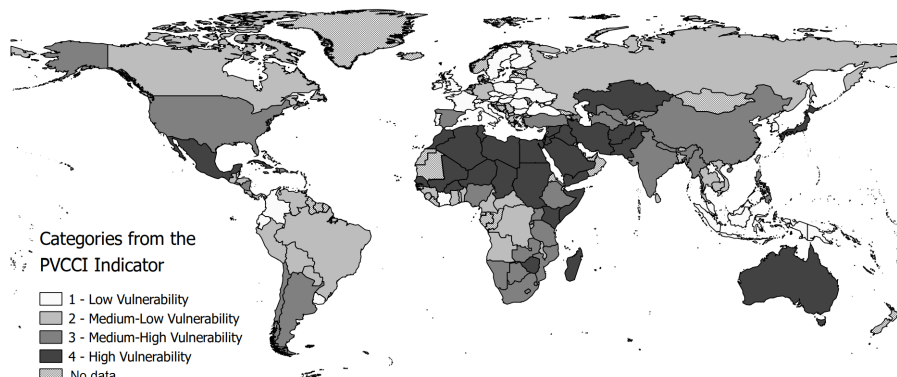 Categories from the
PVCCI Indicator
1 - Low Vulnerability
2 - Medium-Low Vulnerability
3 - Medium-High Vulnerability
4 - High Vulnerability
No data